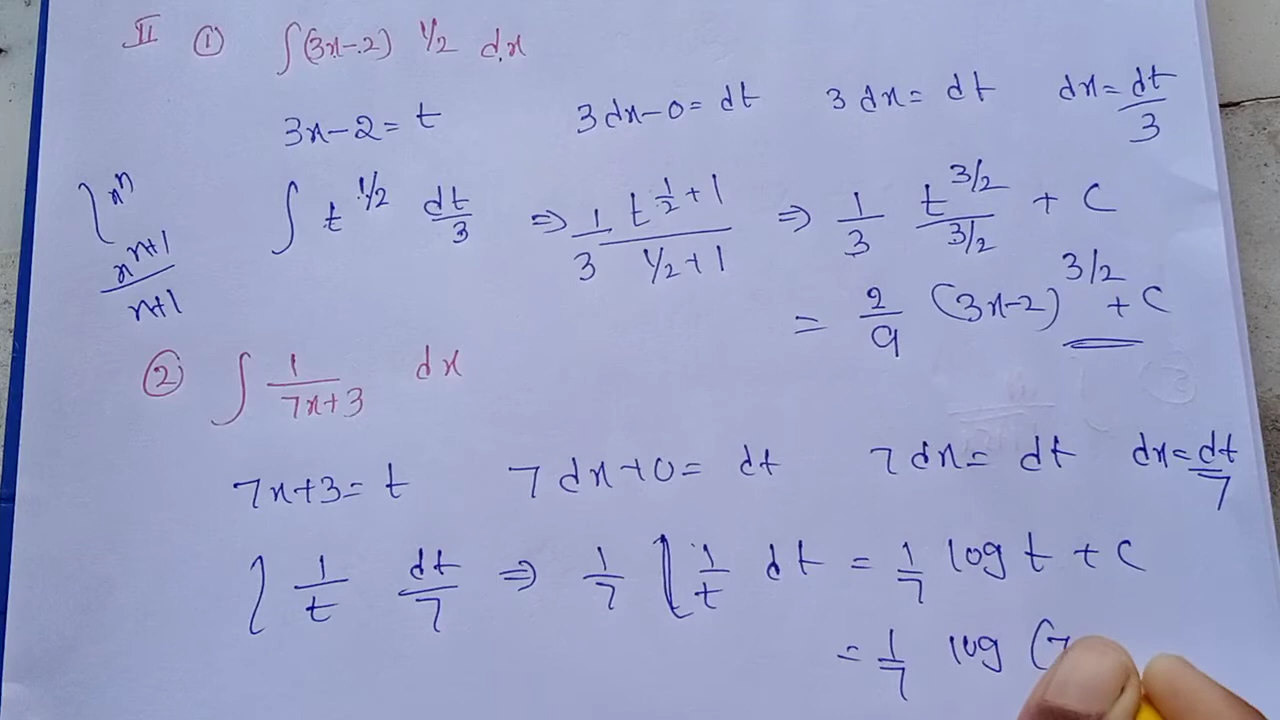 II ① ∫(3x-2) 1/2 dx
3x-2=t 3dx-0=dt 3dx=dt dx=dt/3
∫x^n x^(n+1)/(n+1)
∫ t^1/2 dt/3 ⇒ 1/3 t^(1/2+1)/(1/2+1) ⇒ 1/3 t^3/2/(3/2) + C
= 2/9 (3x-2)^3/2 + C
② ∫ 1/(7x+3) dx
7x+3=t 7dx+0=dt 7dx=dt dx=dt/7
∫ 1/t dt/7 ⇒ 1/7 ∫ 1/t dt = 1/7 log t + C
= 1/7 log (7